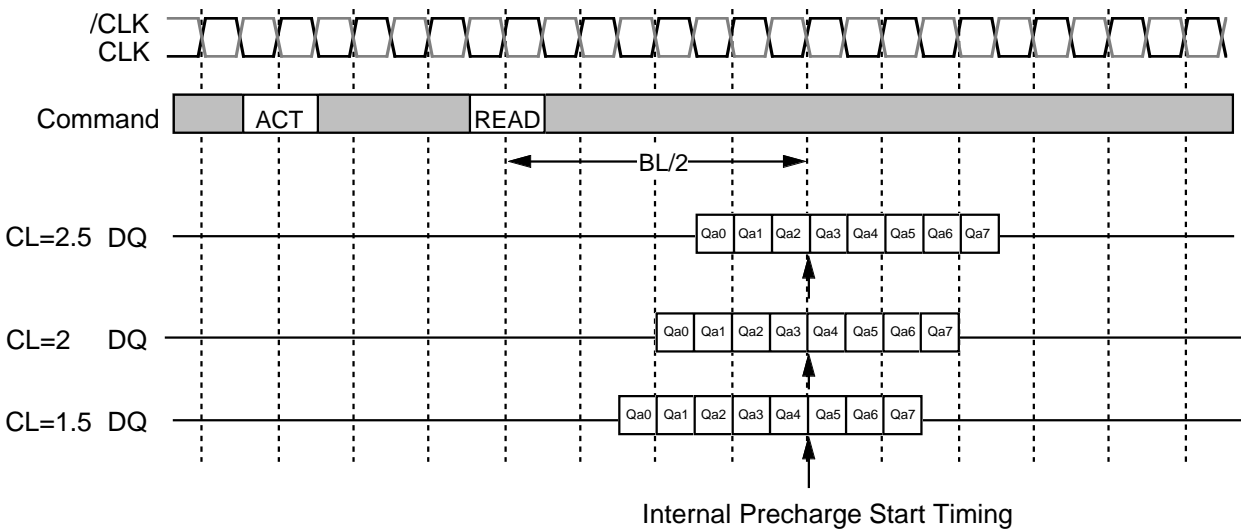 /CLK
CLK
Command ACT READ
BL/2
CL=2.5 DQ Qa0 Qa1 Qa2 Qa3 Qa4 Qa5 Qa6 Qa7
CL=2 DQ Qa0 Qa1 Qa2 Qa3 Qa4 Qa5 Qa6 Qa7
CL=1.5 DQ Qa0 Qa1 Qa2 Qa3 Qa4 Qa5 Qa6 Qa7
Internal Precharge Start Timing